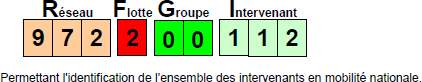 Réseau Flotte Groupe Intervenant
9 7 2 2 0 0 1 1 2
Permettant l'identification de l'ensemble des intervenants en mobilité nationale.